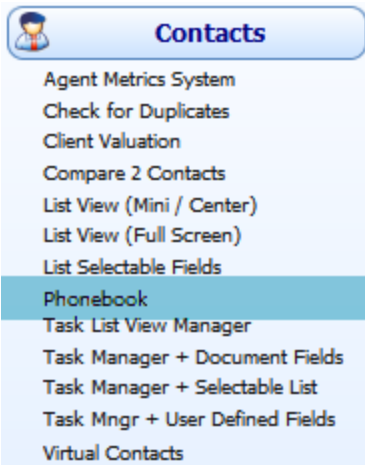 Contacts
Agent Metrics System
Check for Duplicates
Client Valuation
Compare 2 Contacts
List View (Mini / Center)
List View (Full Screen)
List Selectable Fields
Phonebook
Task List View Manager
Task Manager + Document Fields
Task Manager + Selectable List
Task Mngr + User Defined Fields
Virtual Contacts